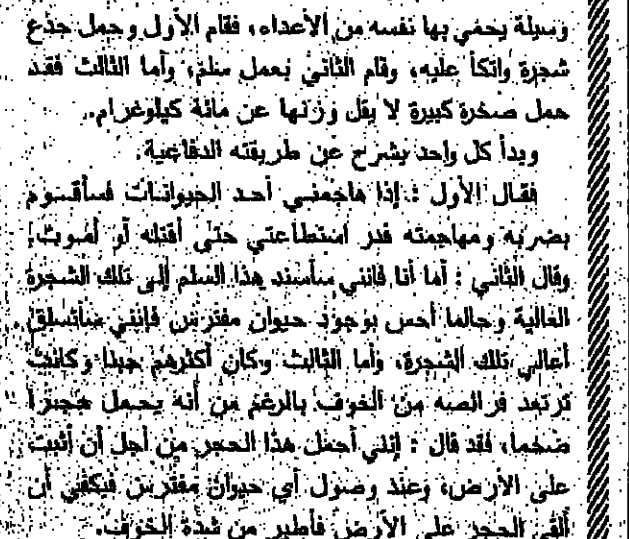 وسيلة يحمي بها نفسه من الأعداء، فقام الأول وحمل جذع
شجرة واتكأ عليه، وقام الثاني بعمل سلم، وأما الثالث فقد
حمل صخرة كبيرة لا يقل وزنها عن مائة كيلوغرام.
وبدأ كل واحد يشرح عن طريقته الدفاعية.
فقال الأول : إذا هاجمني أحد الحيوانات فسأقوم
بضربه ومهاجمته قدر استطاعتي حتى أقتله أو أموت،
وقال الثاني : أما أنا فإنني سأسند هذا السلم إلى تلك الشجرة
العالية وحالما أحس بوجود حيوان مفترس فإنني سأتسلق
أعالي تلك الشجرة، وأما الثالث وكان أكثرهم جبنا وكانت
ترتعد فرائصه من الخوف بالرغم من أنه يحمل حجرا
ضخما، فقد قال : إنني أحمل هذا الحجر من أجل أن أثبت
على الأرض، وعند وصول أي حيوان مفترس فيكفي أن
ألقي الحجر على الأرض فأطير من شدة الخوف.